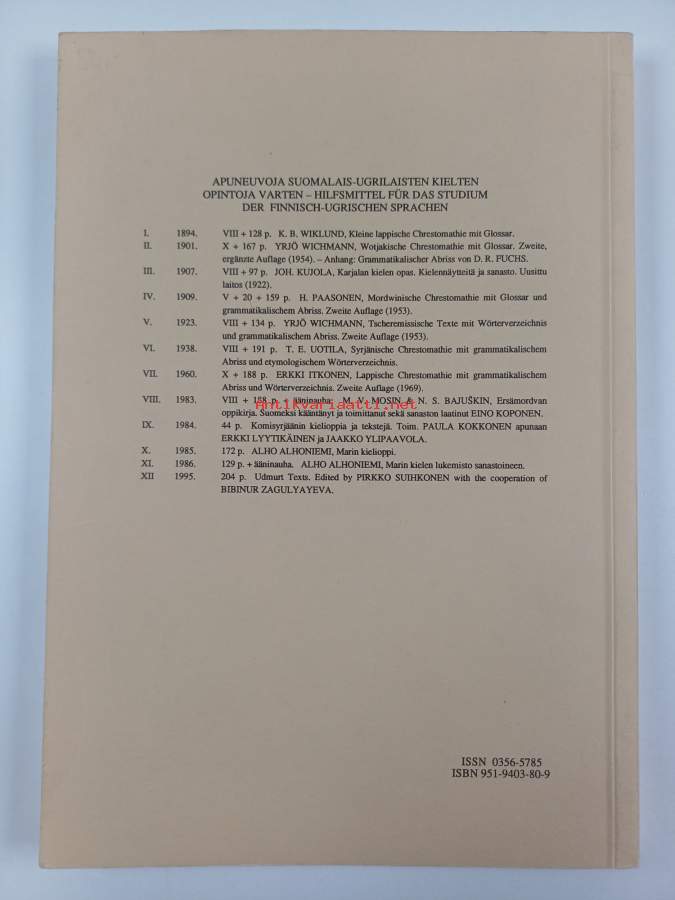 APUNEUVOJA SUOMALAIS-UGRILAISTEN KIELTEN
OPINTOJA VARTEN – HILFSMITTEL FÜR DAS STUDIUM
DER FINNISCH-UGRISCHEN SPRACHEN
I. 1894. VIII + 128 p. K. B. WIKLUND, Kleine lappische Chrestomathie mit Glossar.
II. 1901. X + 167 p. YRJÖ WICHMANN, Wotjakische Chrestomathie mit Glossar. Zweite,
ergänzte Auflage (1954). – Anhang: Grammatikalischer Abriss von D. R. FUCHS.
III. 1907. VIII + 97 p. JOH. KUJOLA, Karjalan kielen opas. Kielennäytteitä ja sanasto. Uusittu
laitos (1922).
IV. 1909. V + 20 + 159 p. H. PAASONEN, Mordwinische Chrestomathie mit Glossar und
grammatikalischem Abriss. Zweite Auflage (1953).
V. 1923. VIII + 134 p. YRJÖ WICHMANN, Tscheremissische Texte mit Wörterverzeichnis
und grammatikalischem Abriss. Zweite Auflage (1953).
VI. 1938. VIII + 191 p. T. E. UOTILA, Syrjänische Chrestomathie mit grammatikalischem
Abriss und etymologischem Wörterverzeichnis.
VII. 1960. X + 188 p. ERKKI ITKONEN, Lappische Chrestomathie mit grammatikalischem
Abriss und Wörterverzeichnis. Zweite Auflage (1969).
VIII. 1983. VIII + 158 p. + ääninauha. M. V. MOSIN & N. S. BAJUŠKIN, Ersämordvan
Antikvariaatti.net
oppikirja. Suomeksi kääntänyt ja toimittanut sekä sanaston laatinut EINO KOPONEN.
IX. 1984. 44 p. Komisyrjäänin kielioppia ja tekstejä. Toim. PAULA KOKKONEN apunaan
ERKKI LYYTIKÄINEN ja JAAKKO YLIPAAVOLA.
X. 1985. 172 p. ALHO ALHONIEMI, Marin kielioppi.
XI. 1986. 129 p. + ääninauha. ALHO ALHONIEMI, Marin kielen lukemisto sanastoineen.
XII 1995. 204 p. Udmurt Texts. Edited by PIRKKO SUIHKONEN with the cooperation of
BIBINUR ZAGULYAYEVA.
ISSN 0356-5785
ISBN 951-9403-80-9